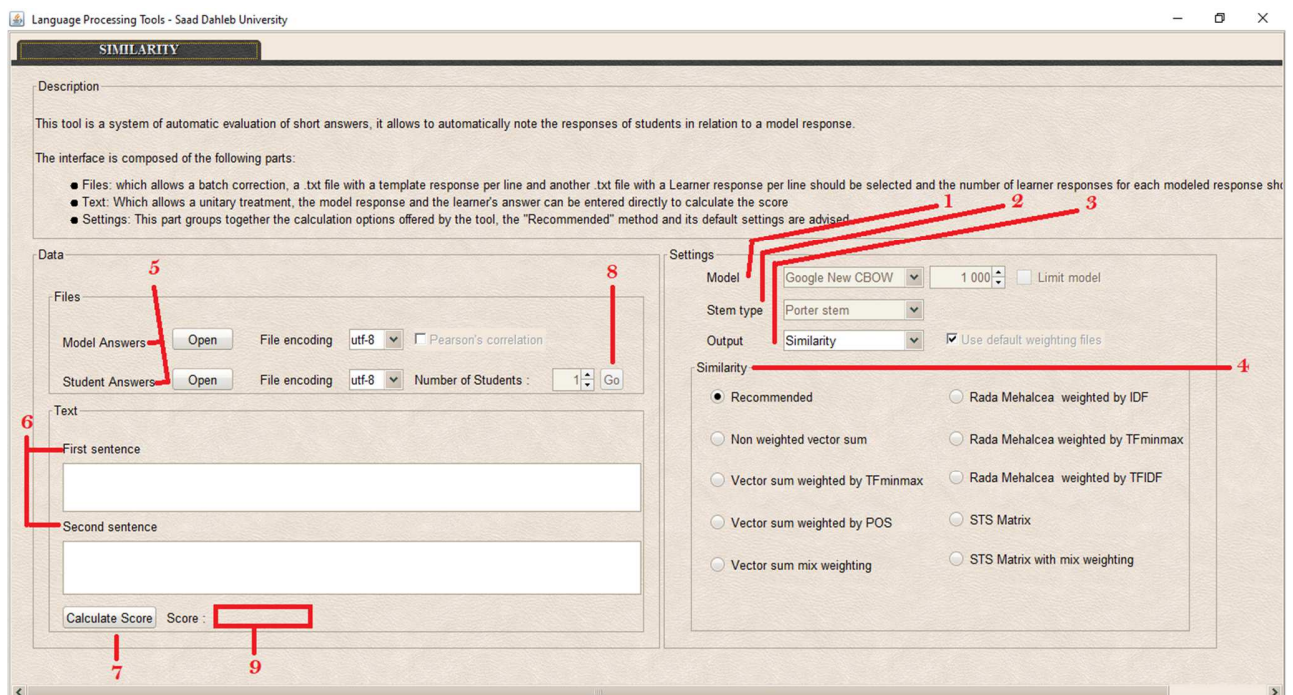 Language Processing Tools - Saad Dahleb University
SIMILARITY
Description
This tool is a system of automatic evaluation of short answers, it allows to automatically note the responses of students in relation to a model response.
The interface is composed of the following parts:
● Files: which allows a batch correction, a .txt file with a template response per line and another .txt file with a Learner response per line should be selected and the number of learner responses for each modeled response sho
● Text: Which allows a unitary treatment, the model response and the learner's answer can be entered directly to calculate the score
● Settings: This part groups together the calculation options offered by the tool, the "Recommended" method and its default settings are advised
1 2 3
Data
5
8
Files
Model Answers Open File encoding utf-8 Pearson's correlation
Student Answers Open File encoding utf-8 Number of Students : 1 Go
Text
6
First sentence
Second sentence
Calculate Score Score :
7
9
Settings
Model Google New CBOW 1 000 Limit model
Stem type Porter stem
Output Similarity Use default weighting files
Similarity 4
Recommended Rada Mehalcea weighted by IDF
Non weighted vector sum Rada Mehalcea weighted by TFminmax
Vector sum weighted by TFminmax Rada Mehalcea weighted by TFIDF
Vector sum weighted by POS STS Matrix
Vector sum mix weighting STS Matrix with mix weighting